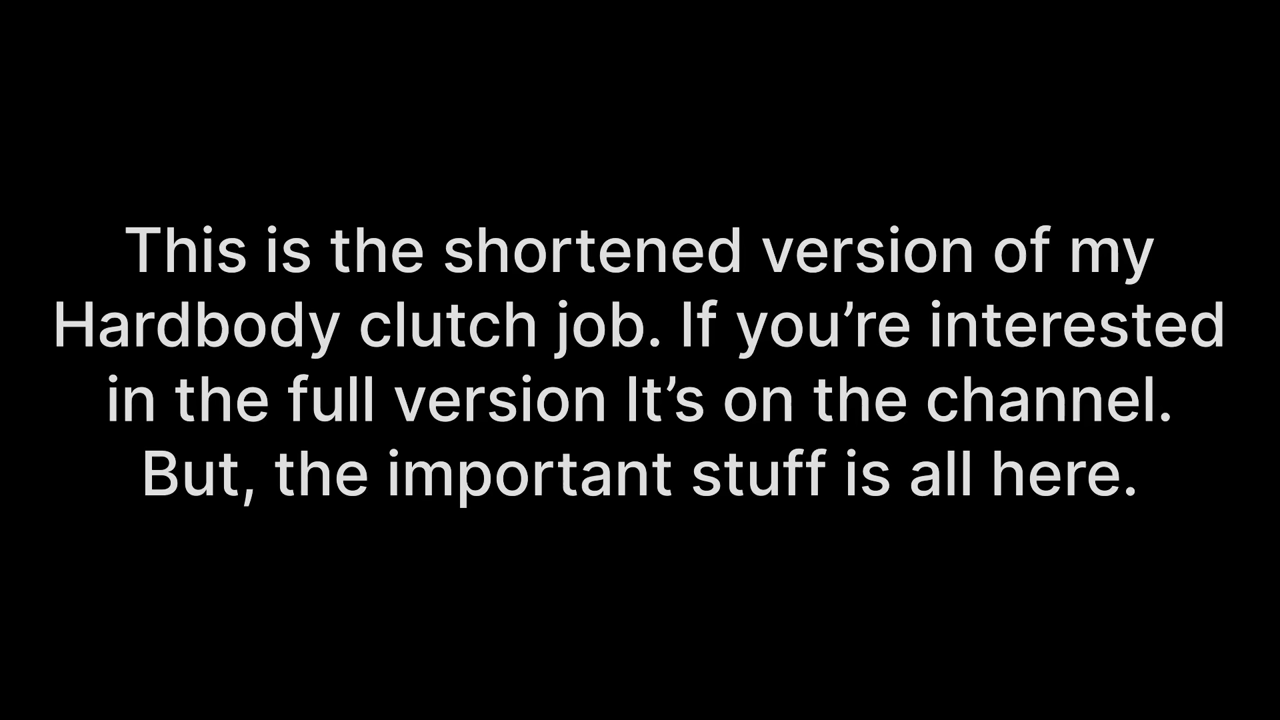 This is the shortened version of my
Hardbody clutch job. If you’re interested
in the full version It’s on the channel.
But, the important stuff is all here.